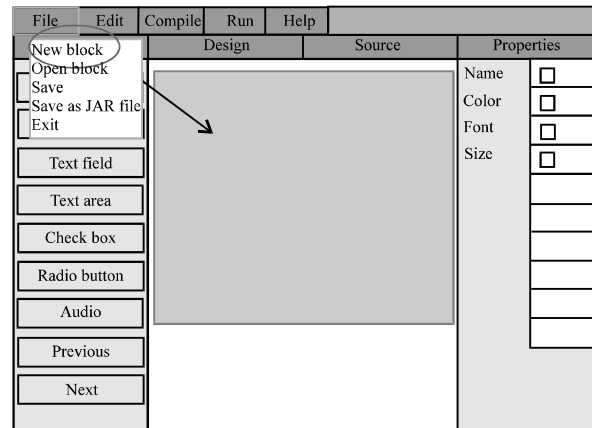 File Edit Compile Run Help
Design Source Properties
New block
Open block
Save
Save as JAR file
Exit
Text field
Text area
Check box
Radio button
Audio
Previous
Next
Name
Color
Font
Size